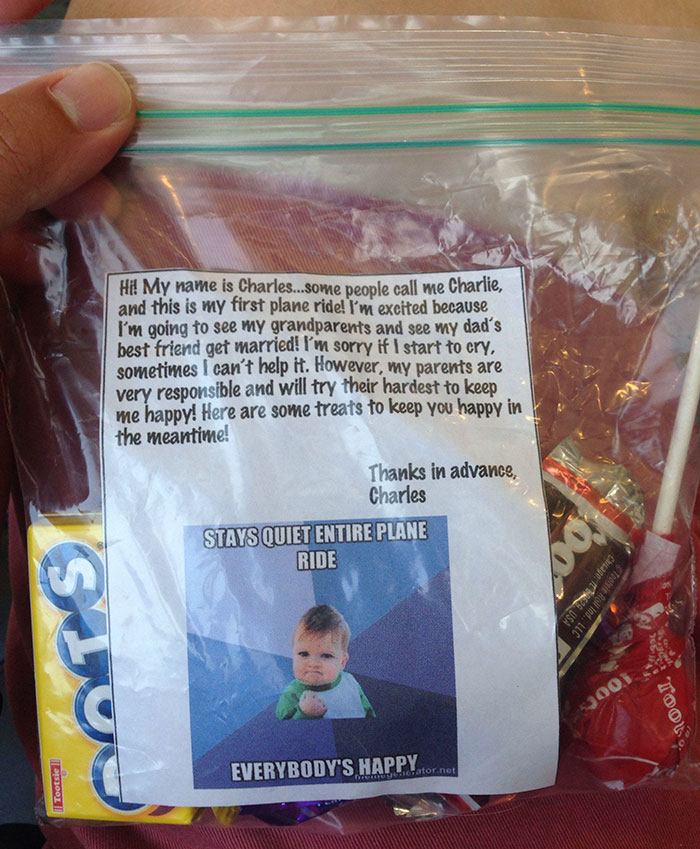 Hi! My name is Charles...some people call me Charlie,
and this is my first plane ride! I'm excited because
I'm going to see my grandparents and see my dad's
best friend get married! I'm sorry if I start to cry,
sometimes I can't help it. However, my parents are
very responsible and will try their hardest to keep
me happy! Here are some treats to keep you happy in
the meantime!
Thanks in advance,
Charles
STAYS QUIET ENTIRE PLANE
RIDE
EVERYBODY'S HAPPY
DOTS
Tootsie